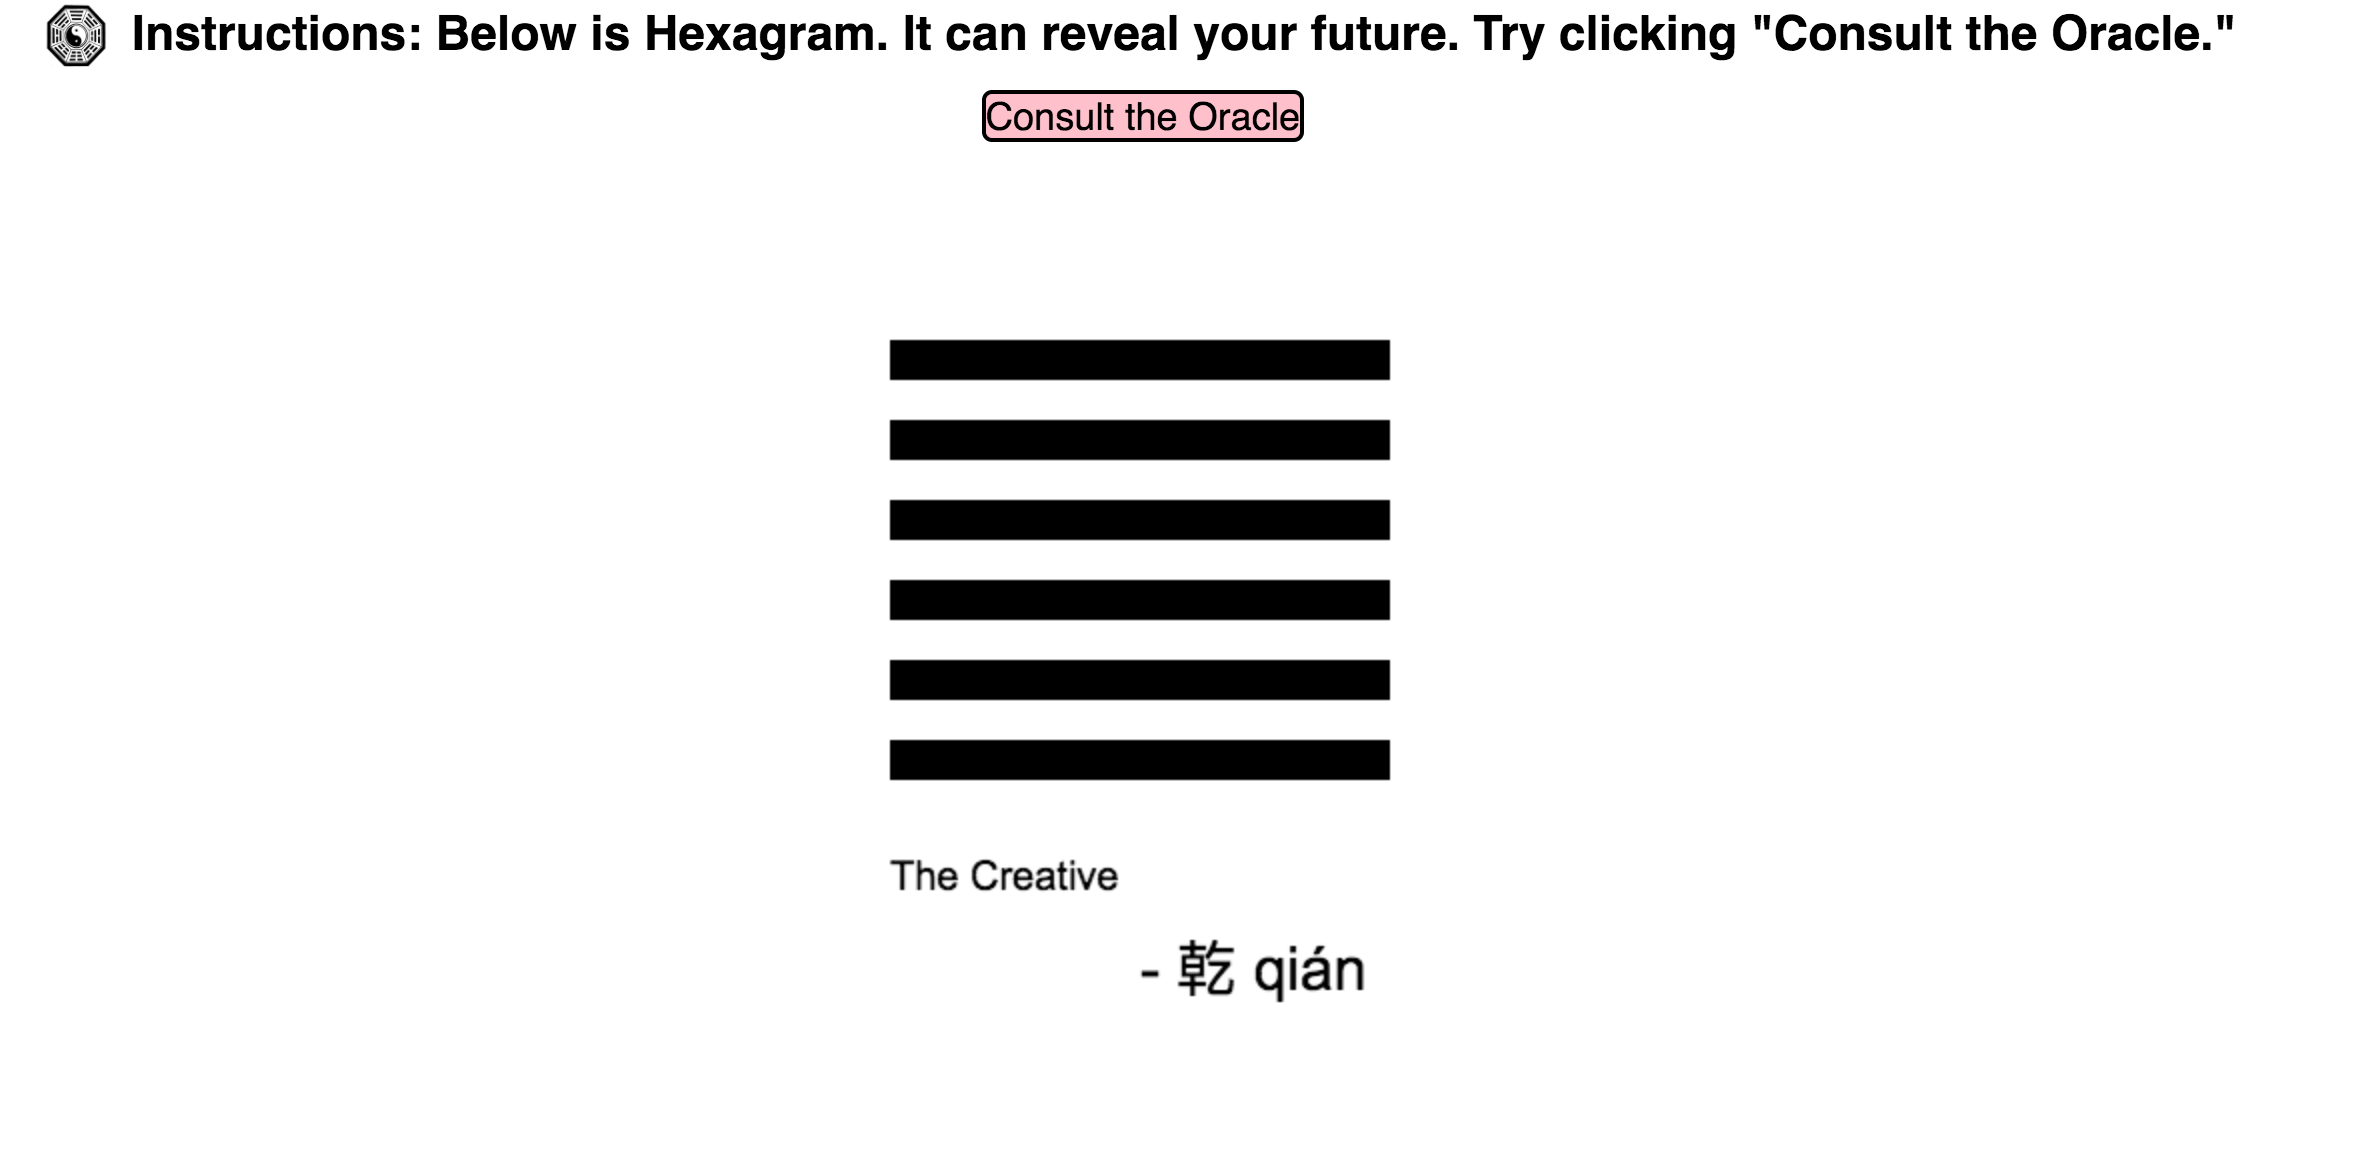 Instructions: Below is Hexagram. It can reveal your future. Try clicking "Consult the Oracle."
Consult the Oracle
The Creative
- 乾 qián